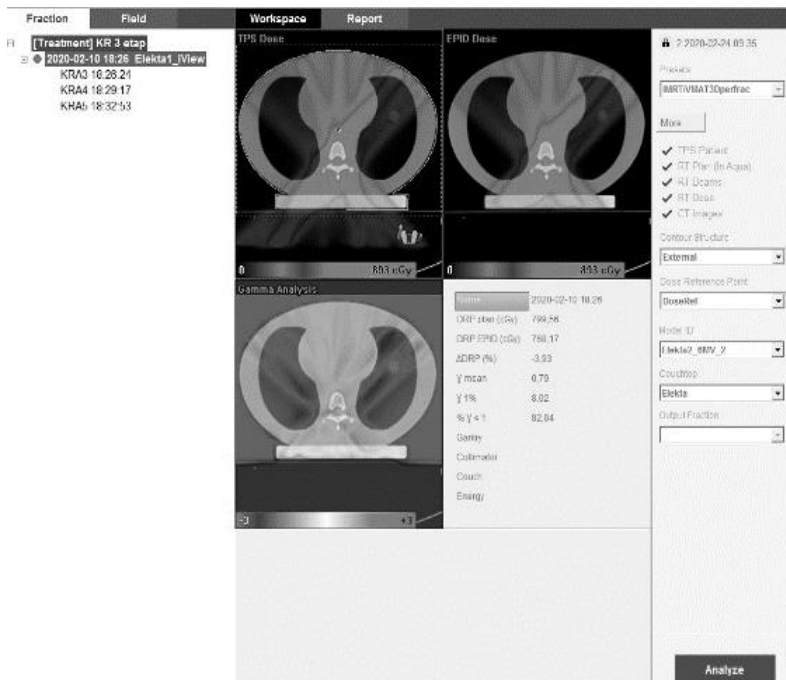 Fraction Field Workspace Report
[Treatment] KR 3 etap
2020-02-10 18:26 Elekta1_iView
KRA3 18:26:24
KRA4 18:29:17
KRA5 18:32:53
TPS Dose
0 893 cGy
EPID Dose
0 893 cGy
Gamma Analysis
-3 +3
Name 2020-02-10 18:26
DRP plan (cGy) 799,56
DRP EPID (cGy) 768,17
ΔDRP (%) -3,93
γ mean 0,79
γ 1% 8,02
% γ < 1 82,84
Gantry
Collimator
Couch
Energy
2 2020-02-24 09:35
Presets
IMRT/VMAT3Dperfrac
More
TPS Patient
RT Plan (In Aqua)
RT Beams
RT Dose
CT Images
Contour Structure
External
Dose Reference Point
DoseRef
Model ID
Elekta2_6MV_2
Couchtop
Elekta
Output Fraction
Analyze